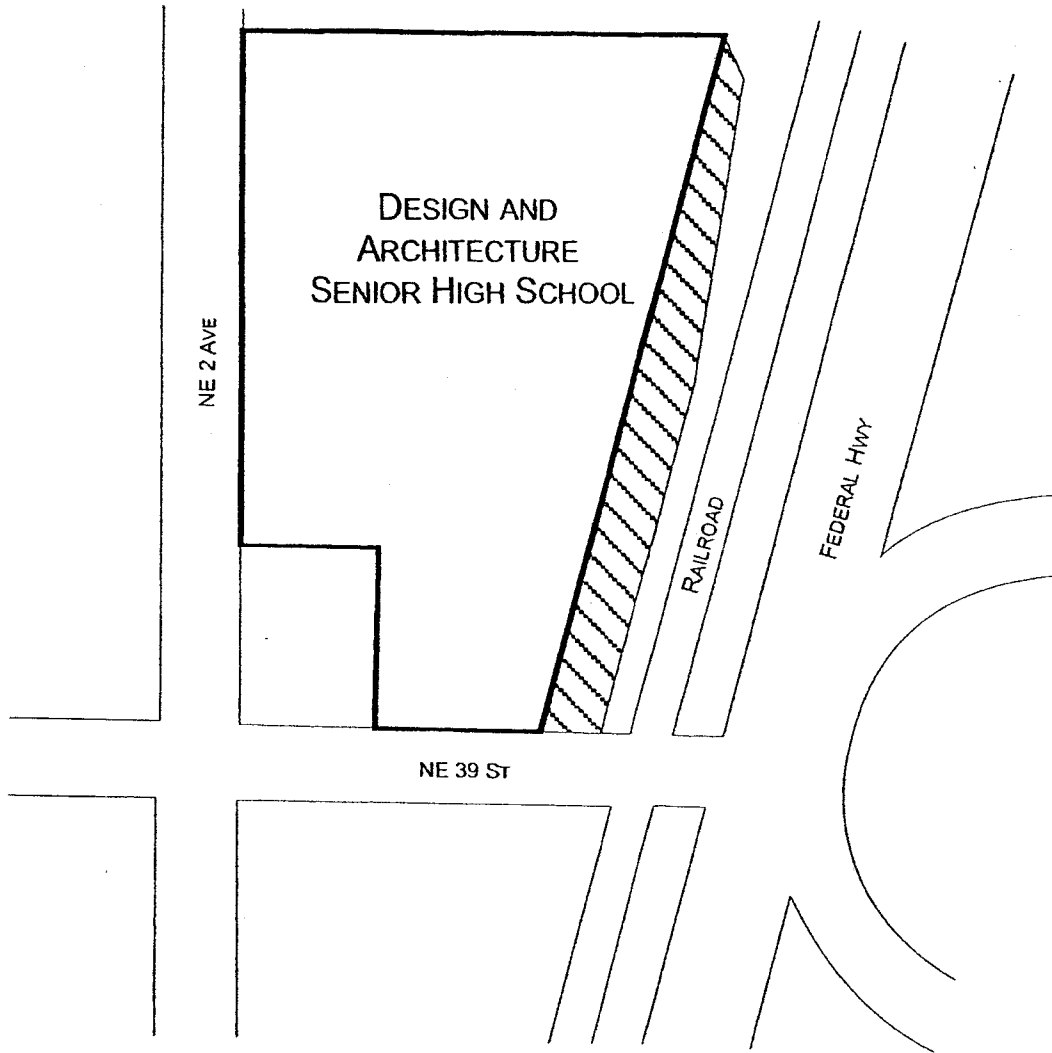 DESIGN AND
ARCHITECTURE
SENIOR HIGH SCHOOL
NE 2 AVE
RAILROAD
FEDERAL HWY
NE 39 ST